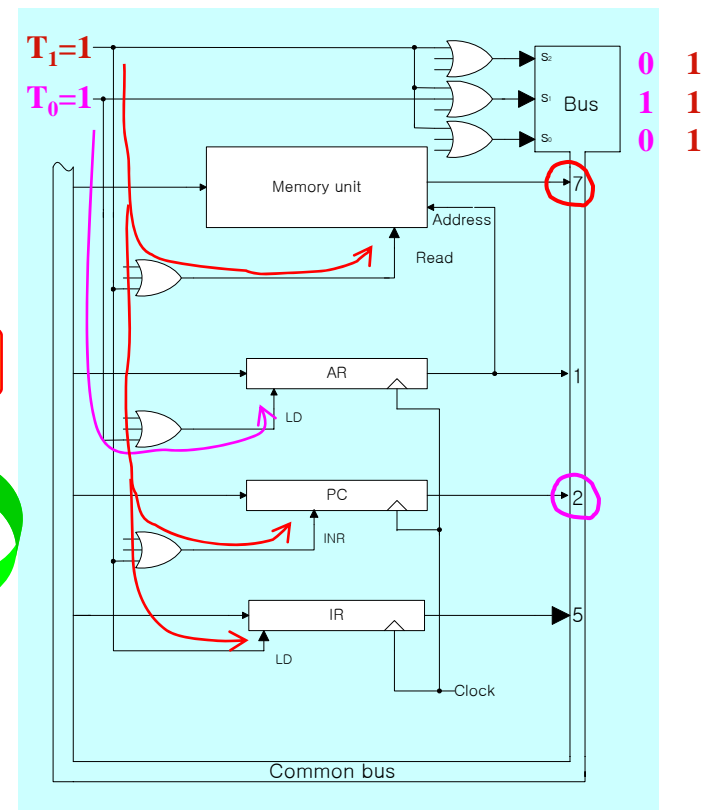 T₁=1
S₂ 0 1
T₀=1
S₁ Bus 1 1
S₀ 0 1
Memory unit 7
Address
Read
AR 1
LD
PC 2
INR
IR 5
LD
Clock
Common bus